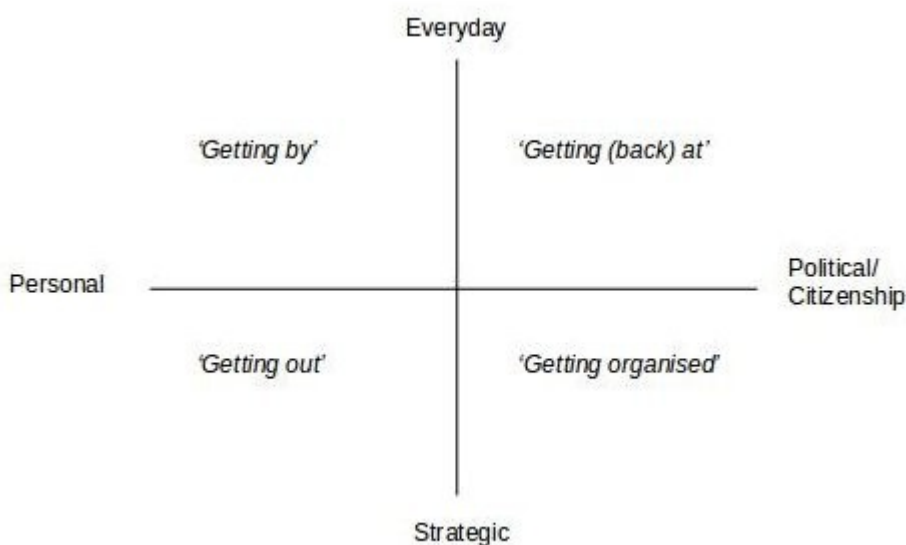 Everyday
‘Getting by’
‘Getting (back) at’
Personal
Political/
Citizenship
‘Getting out’
‘Getting organised’
Strategic